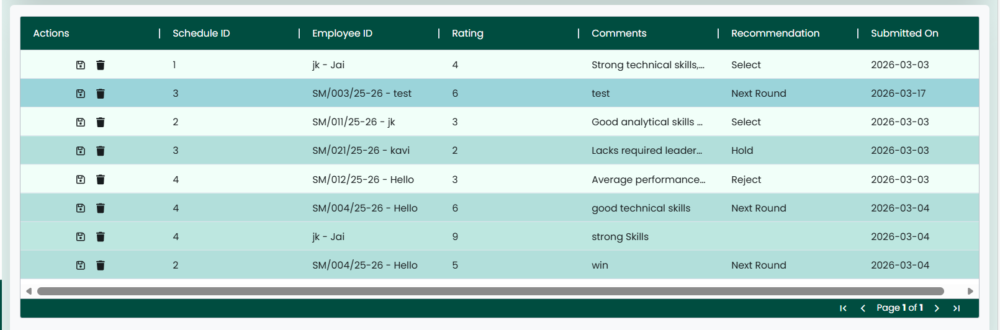 Actions | Schedule ID | Employee ID | Rating | Comments | Recommendation | Submitted On
1 jk - Jai 4 Strong technical skills,... Select 2026-03-03
3 SM/003/25-26 - test 6 test Next Round 2026-03-17
2 SM/011/25-26 - jk 3 Good analytical skills ... Select 2026-03-03
3 SM/021/25-26 - kavi 2 Lacks required leader... Hold 2026-03-03
4 SM/012/25-26 - Hello 3 Average performance... Reject 2026-03-03
4 SM/004/25-26 - Hello 6 good technical skills Next Round 2026-03-04
4 jk - Jai 9 strong Skills 2026-03-04
2 SM/004/25-26 - Hello 5 win Next Round 2026-03-04
Page 1 of 1